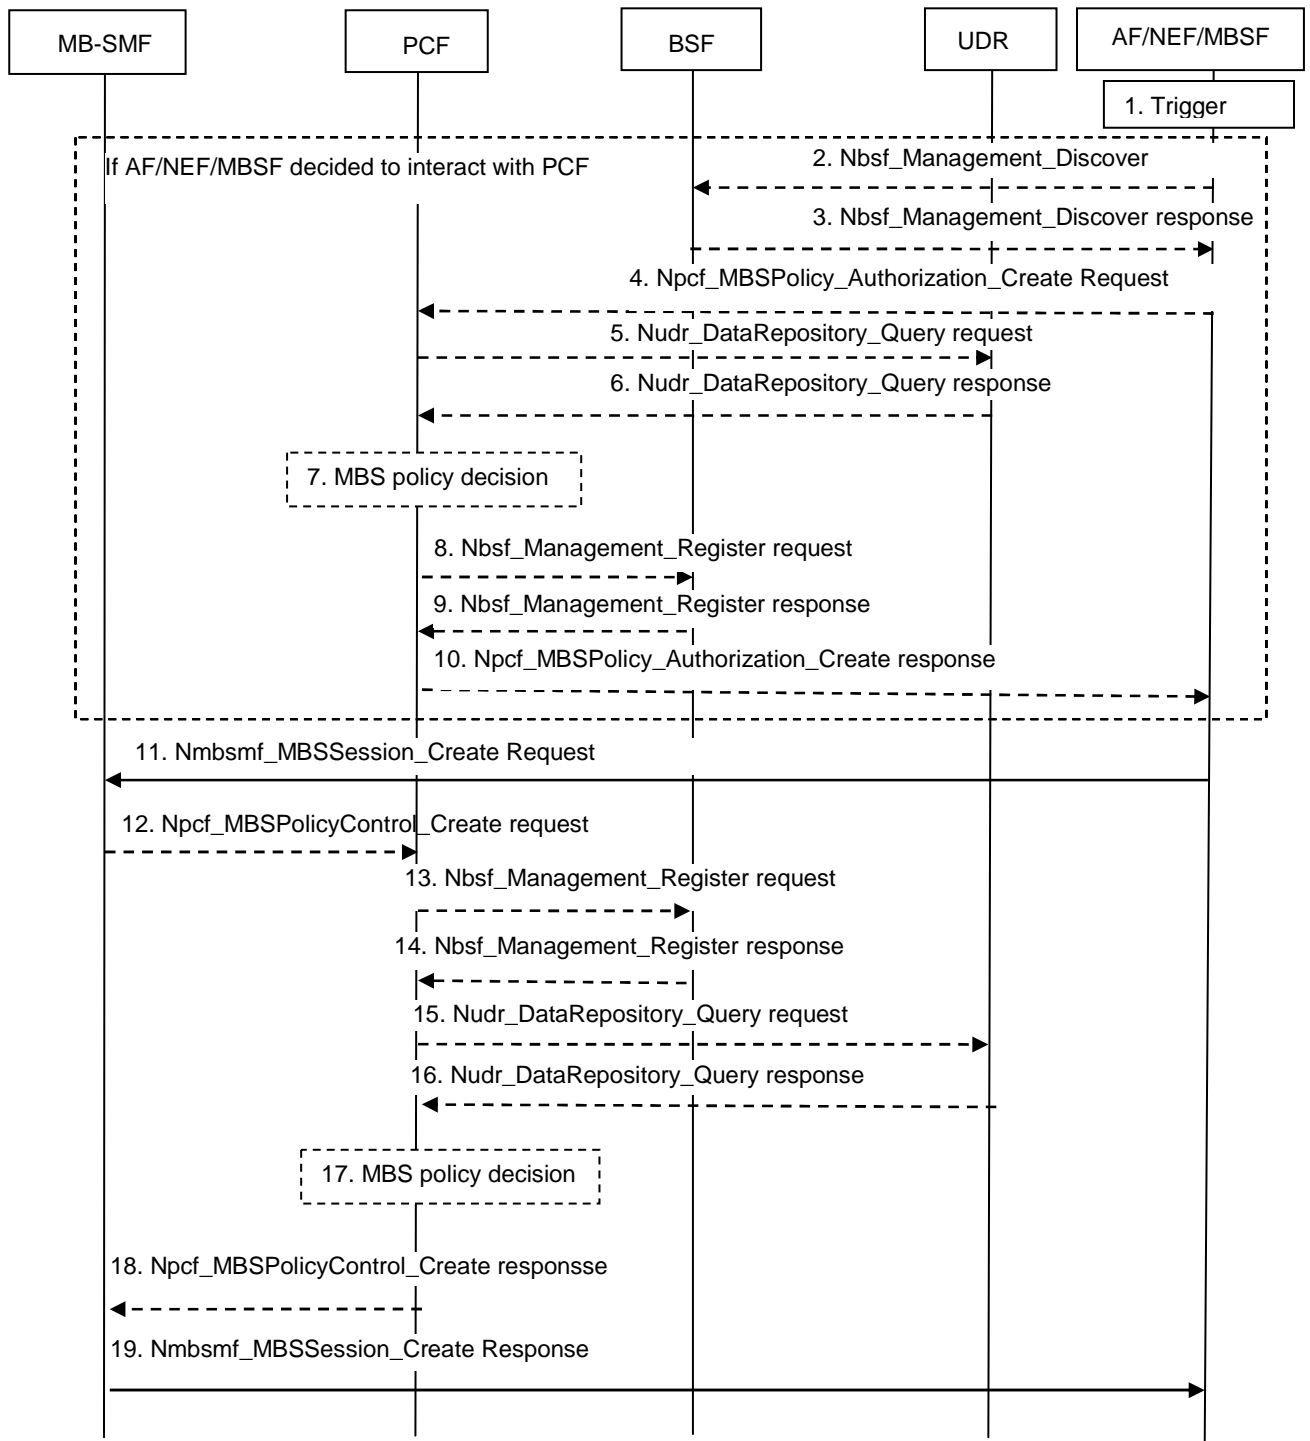 MB-SMF
PCF
BSF
UDR
AF/NEF/MBSF
1. Trigger
If AF/NEF/MBSF decided to interact with PCF
2. Nbsf_Management_Discover
3. Nbsf_Management_Discover response
4. Npcf_MBSPolicy_Authorization_Create Request
5. Nudr_DataRepository_Query request
6. Nudr_DataRepository_Query response
7. MBS policy decision
8. Nbsf_Management_Register request
9. Nbsf_Management_Register response
10. Npcf_MBSPolicy_Authorization_Create response
11. Nmbsmf_MBSSession_Create Request
12. Npcf_MBSPolicyControl_Create request
13. Nbsf_Management_Register request
14. Nbsf_Management_Register response
15. Nudr_DataRepository_Query request
16. Nudr_DataRepository_Query response
17. MBS policy decision
18. Npcf_MBSPolicyControl_Create responsse
19. Nmbsmf_MBSSession_Create Response